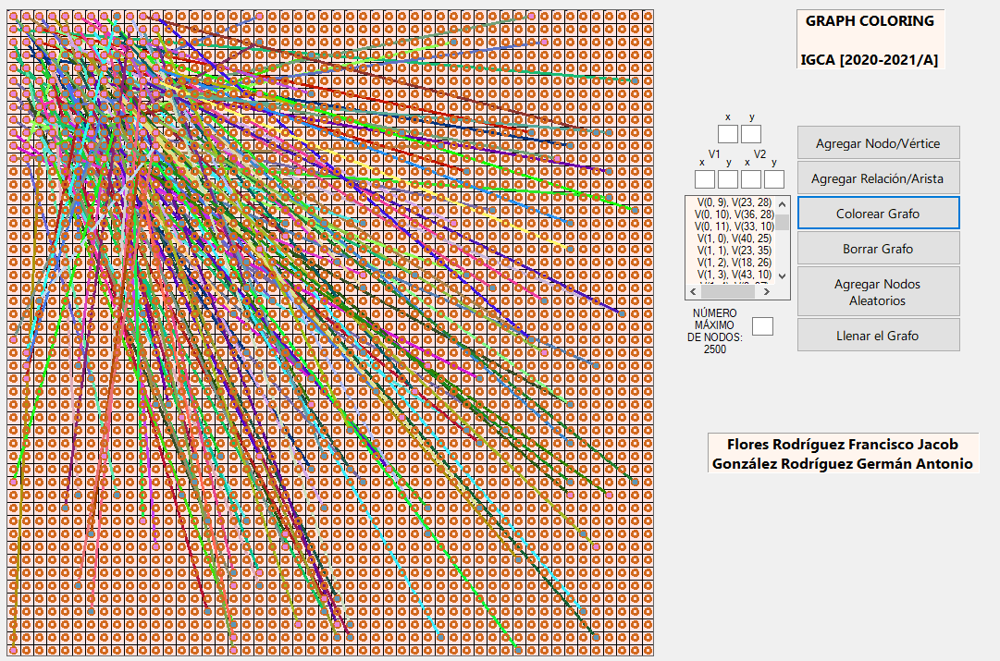 GRAPH COLORING
IGCA [2020-2021/A]
x y
V1 V2
x y x y
V(0, 9), V(23, 28)
V(0, 10), V(36, 28)
V(0, 11), V(33, 10)
V(1, 0), V(40, 25)
V(1, 1), V(23, 35)
V(1, 2), V(18, 26)
V(1, 3), V(43, 10)
NÚMERO
MÁXIMO
DE NODOS:
2500
Agregar Nodo/Vértice
Agregar Relación/Arista
Colorear Grafo
Borrar Grafo
Agregar Nodos
Aleatorios
Llenar el Grafo
Flores Rodríguez Francisco Jacob
González Rodríguez Germán Antonio